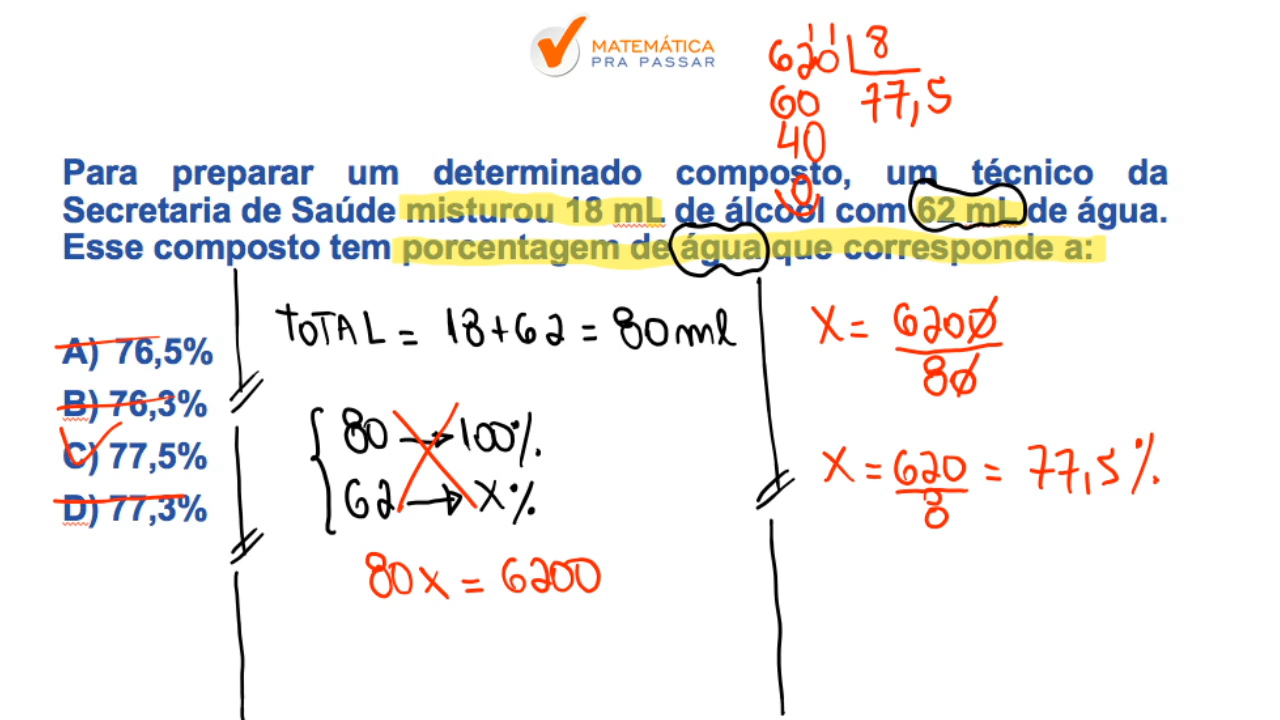 MATEMÁTICA
PRA PASSAR
620 8
60 77,5
40
0
Para preparar um determinado composto, um técnico da
Secretaria de Saúde misturou 18 mL de álcool com 62 mL de água.
Esse composto tem porcentagem de água que corresponde a:
A) 76,5%
B) 76,3%
C) 77,5%
D) 77,3%
TOTAL = 18+62 = 80ml
80 → 100%
62 → X%
80X = 6200
X = 6200
80
X = 620 = 77,5%
8